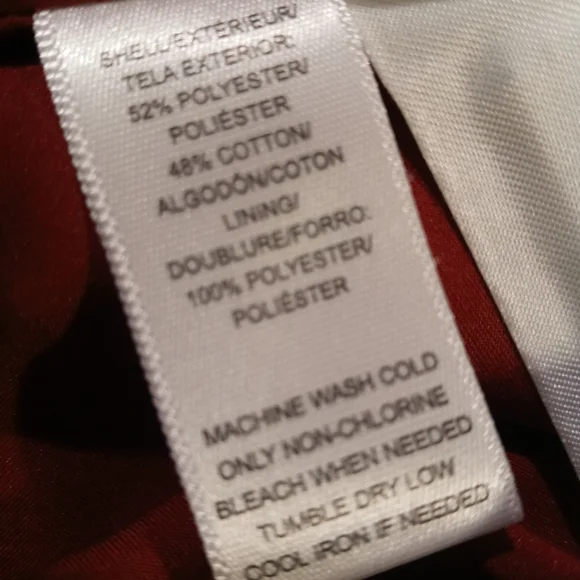 SHELL/EXTÉRIEUR/
TELA EXTERIOR:
52% POLYESTER/
POLIÉSTER
48% COTTON/
ALGODÓN/COTON
LINING/
DOUBLURE/FORRO:
100% POLYESTER/
POLIÉSTER
MACHINE WASH COLD
ONLY NON-CHLORINE
BLEACH WHEN NEEDED
TUMBLE DRY LOW
COOL IRON IF NEEDED